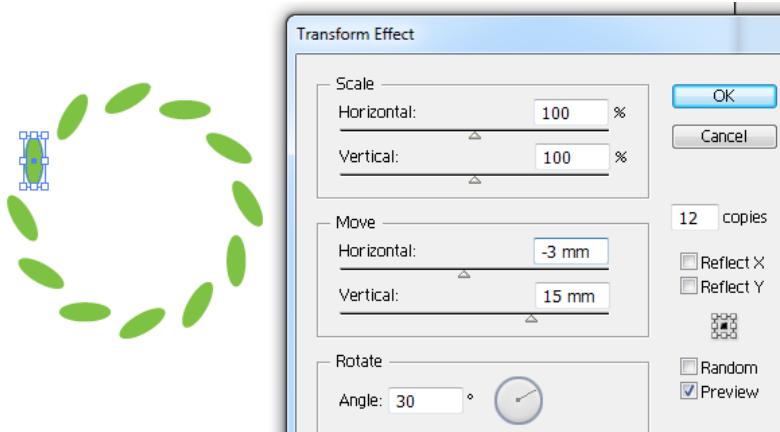 Transform Effect
Scale
Horizontal: 100 %
OK
Vertical: 100 %
Cancel
Move
12 copies
Horizontal: -3 mm
Reflect X
Vertical: 15 mm
Reflect Y
Rotate
Random
Angle: 30 °
Preview